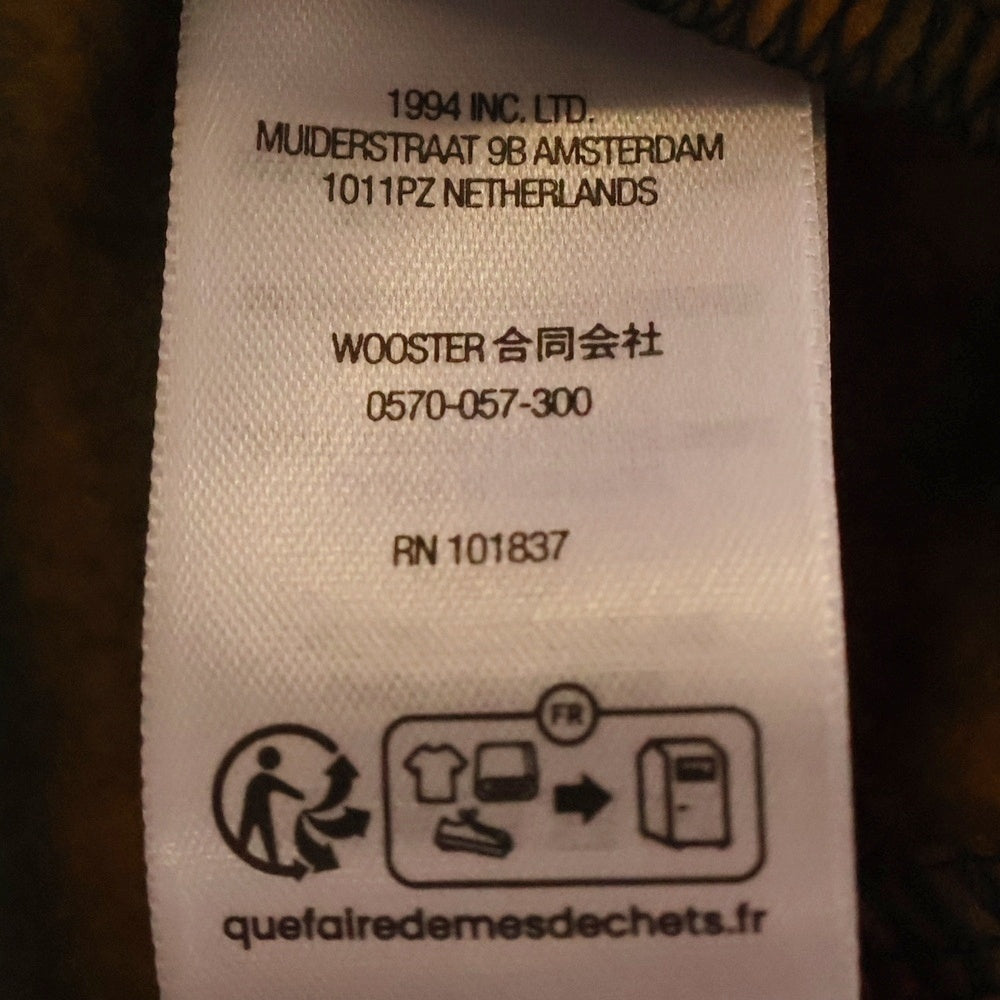 1994 INC. LTD.
MUIDERSTRAAT 9B AMSTERDAM
1011PZ NETHERLANDS
WOOSTER 合同会社
0570-057-300
RN 101837
FR
quefairedemesdechets.fr